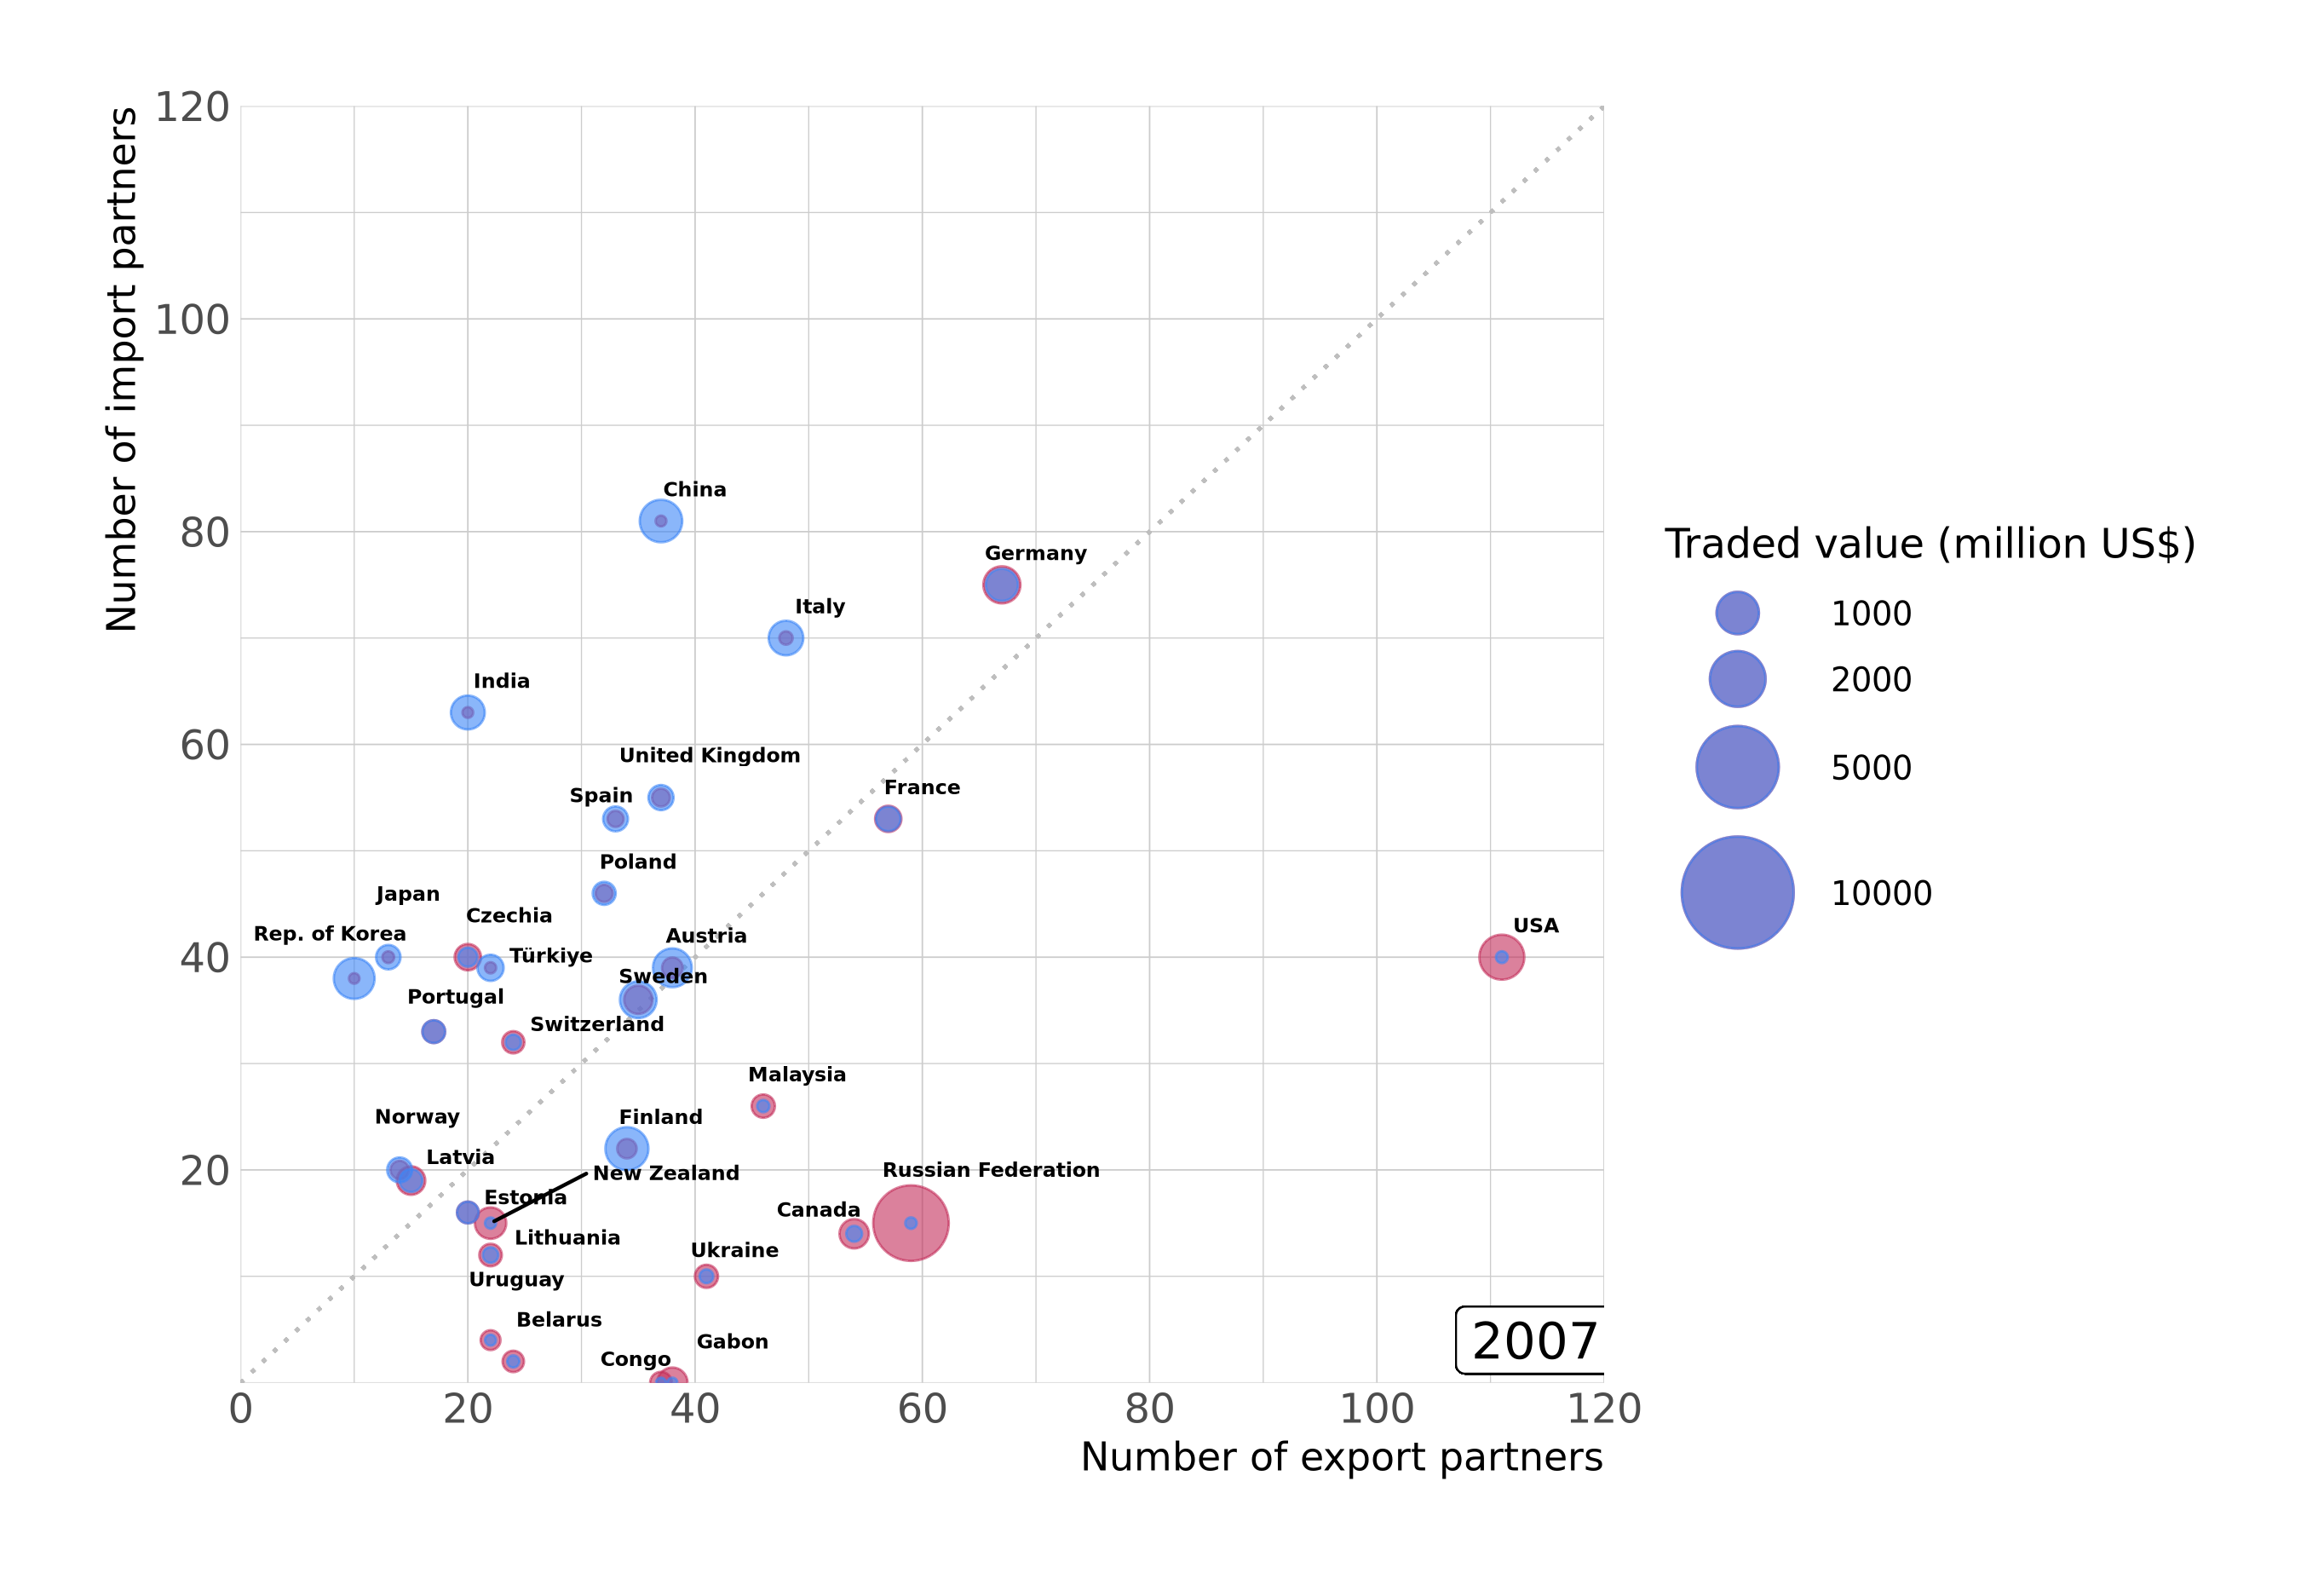 Number of import partners
120
100
80
60
40
20
China
Germany
Italy
India
United Kingdom
Spain
France
Poland
Japan
Czechia
USA
Rep. of Korea
Austria
Türkiye
Sweden
Portugal
Switzerland
Malaysia
Norway
Finland
Latvia
New Zealand
Russian Federation
Estonia
Canada
Lithuania
Ukraine
Uruguay
Belarus
Gabon
Congo
2007
0
20
40
60
80
100
120
Number of export partners
Traded value (million US$)
1000
2000
5000
10000